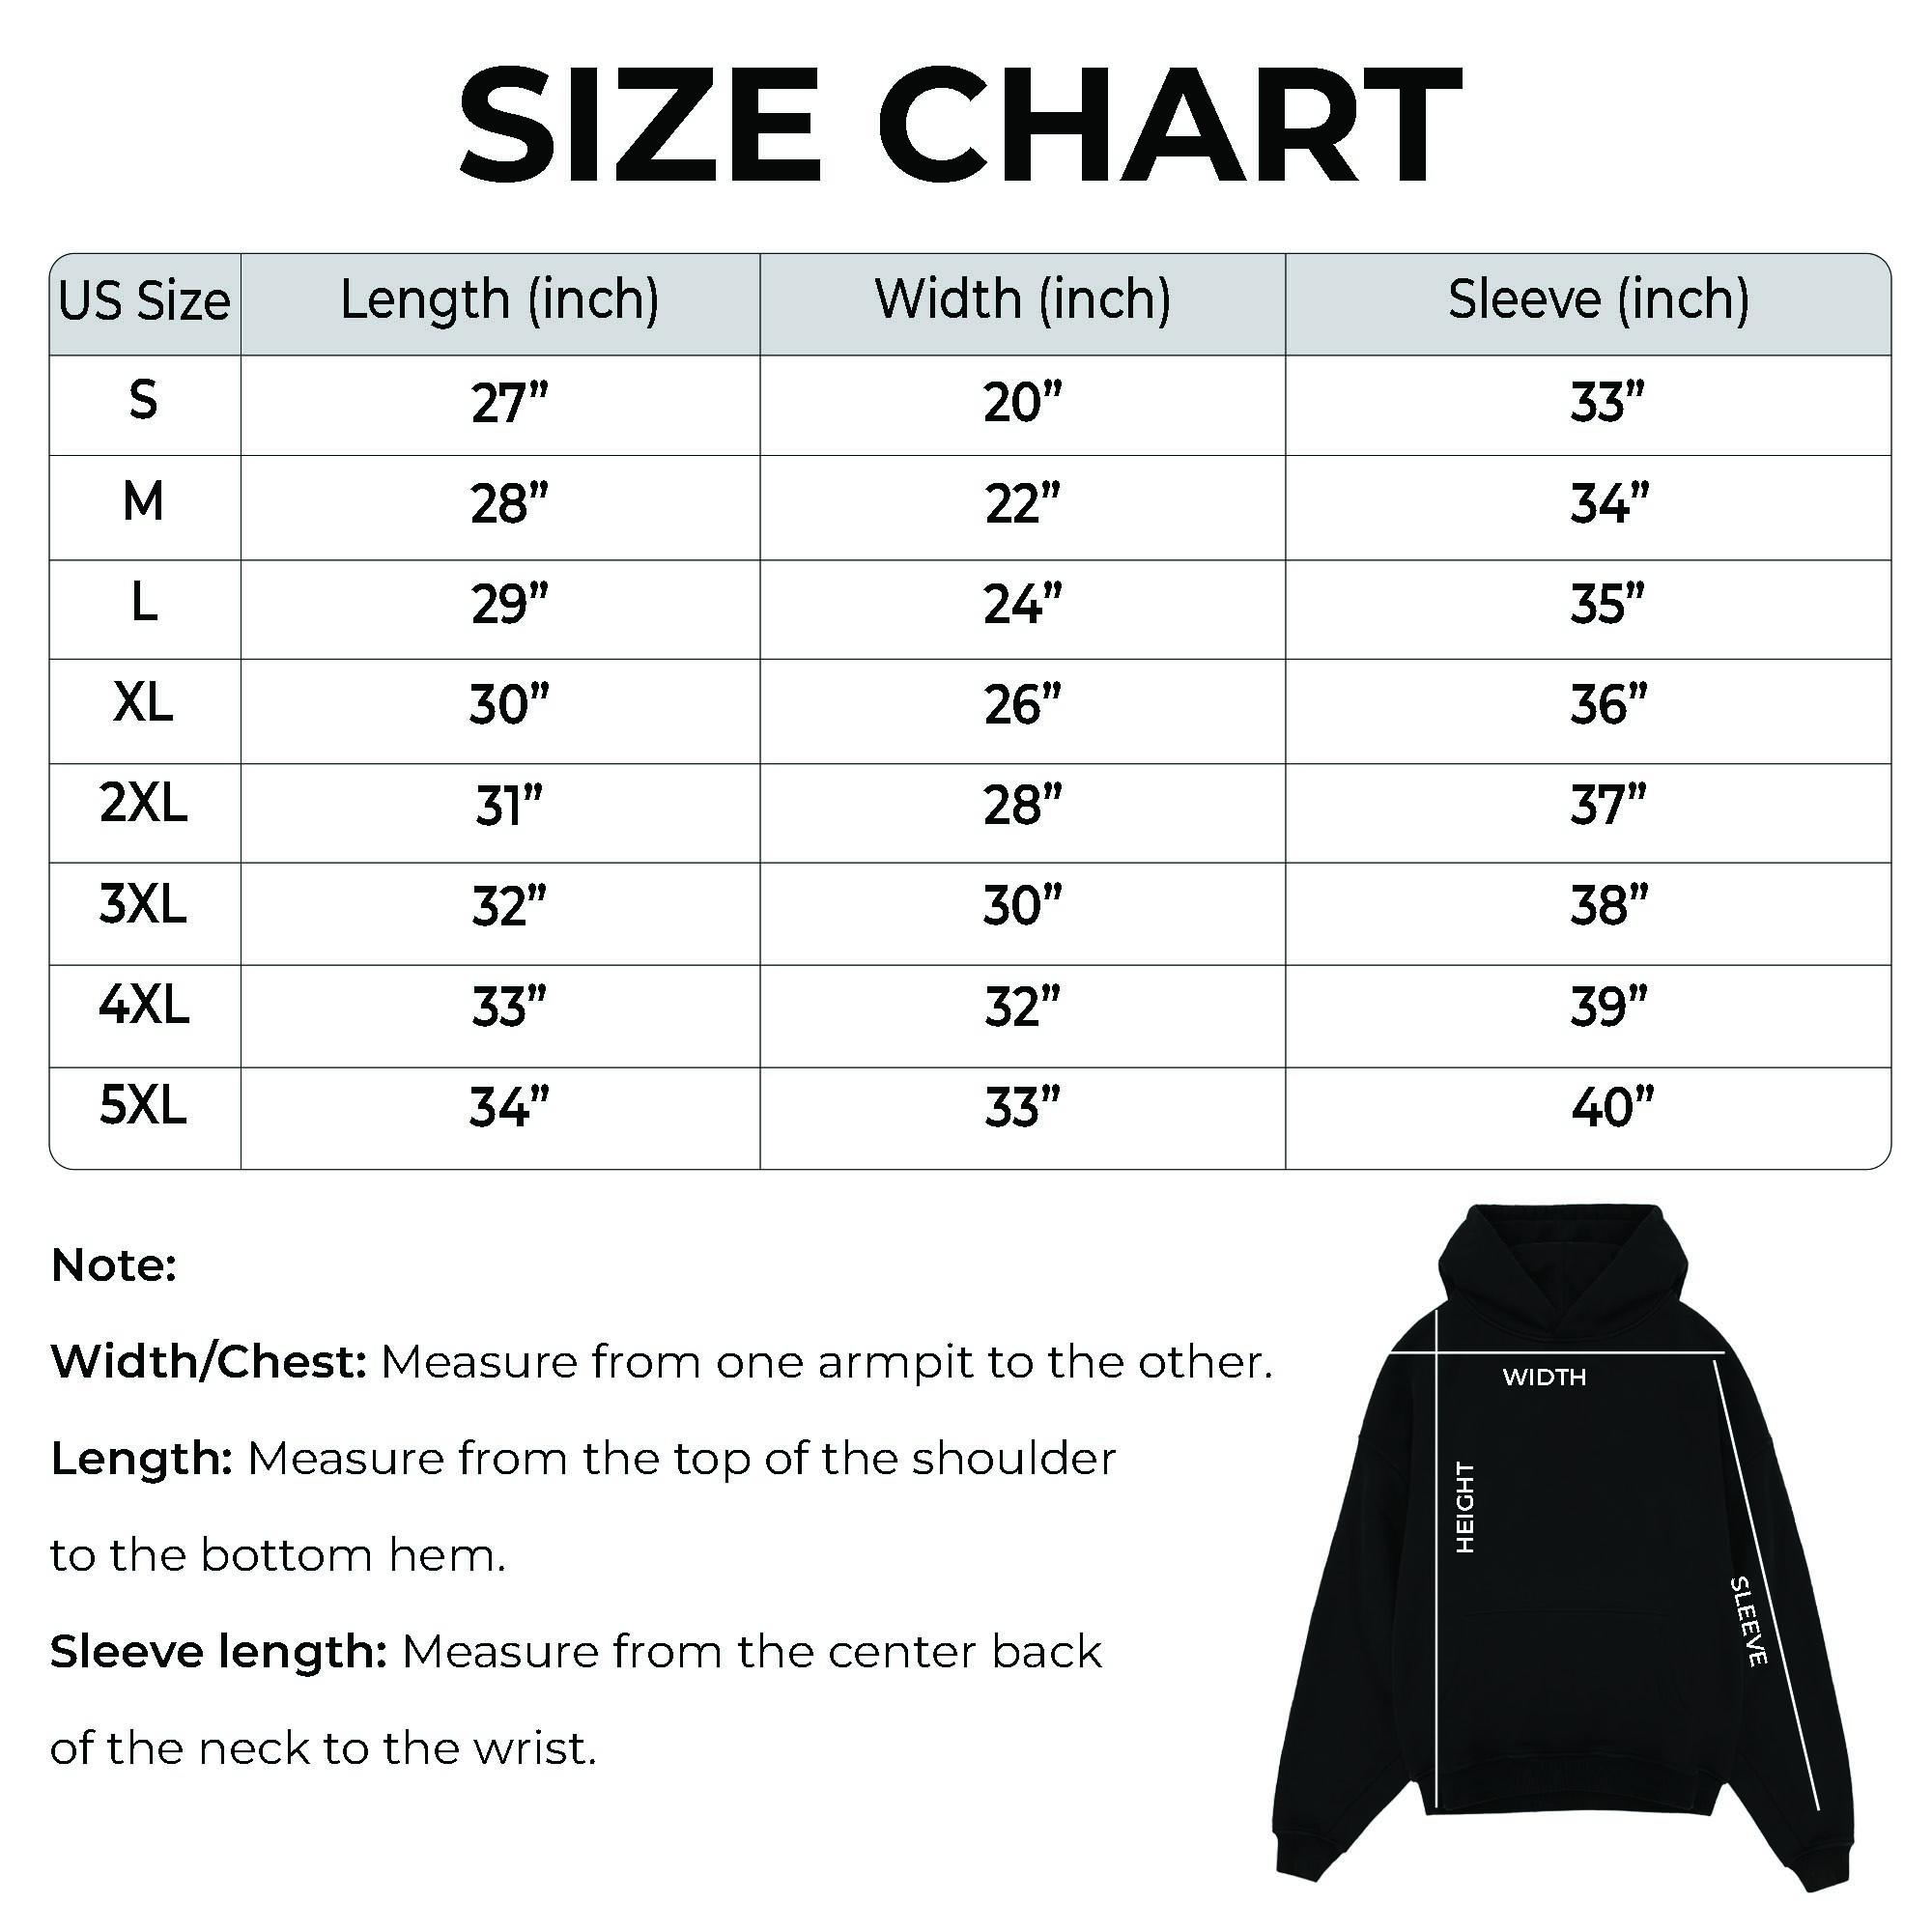 SIZE CHART
US Size Length (inch) Width (inch) Sleeve (inch)
S 27” 20” 33”
M 28” 22” 34”
L 29” 24” 35”
XL 30” 26” 36”
2XL 31” 28” 37”
3XL 32” 30” 38”
4XL 33” 32” 39”
5XL 34” 33” 40”
Note:
Width/Chest: Measure from one armpit to the other.
Length: Measure from the top of the shoulder
to the bottom hem.
Sleeve length: Measure from the center back
of the neck to the wrist.
WIDTH
HEIGHT
SLEEVE